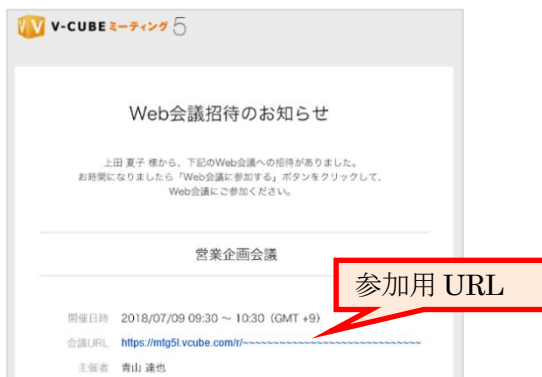 V-CUBE ミーティング 5
Web会議招待のお知らせ
上田 夏子 様から、下記のWeb会議への招待がありました。
お時間になりましたら「Web会議に参加する」ボタンをクリックして、
Web会議にご参加ください。
営業企画会議
参加用 URL
開催日時 2018/07/09 09:30 ~ 10:30 (GMT +9)
会議URL https://mtg5l.vcube.com/r/~~~~~~~~~~~~~~~~~~~~~~~~~~~~~
主催者 青山 達也